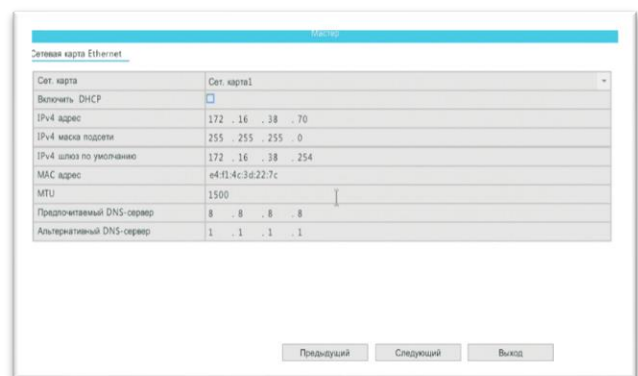 Мастер
Сетевая карта Ethernet
Сет. карта Сет. карта1
Включить DHCP
IPv4 адрес 172 . 16 . 38 . 70
IPv4 маска подсети 255 . 255 . 255 . 0
IPv4 шлюз по умолчанию 172 . 16 . 38 . 254
MAC адрес e4:f1:4c:3d:22:7c
MTU 1500
Предпочитаемый DNS-сервер 8 . 8 . 8 . 8
Альтернативный DNS-сервер 1 . 1 . 1 . 1
Предыдущий Следующий Выход